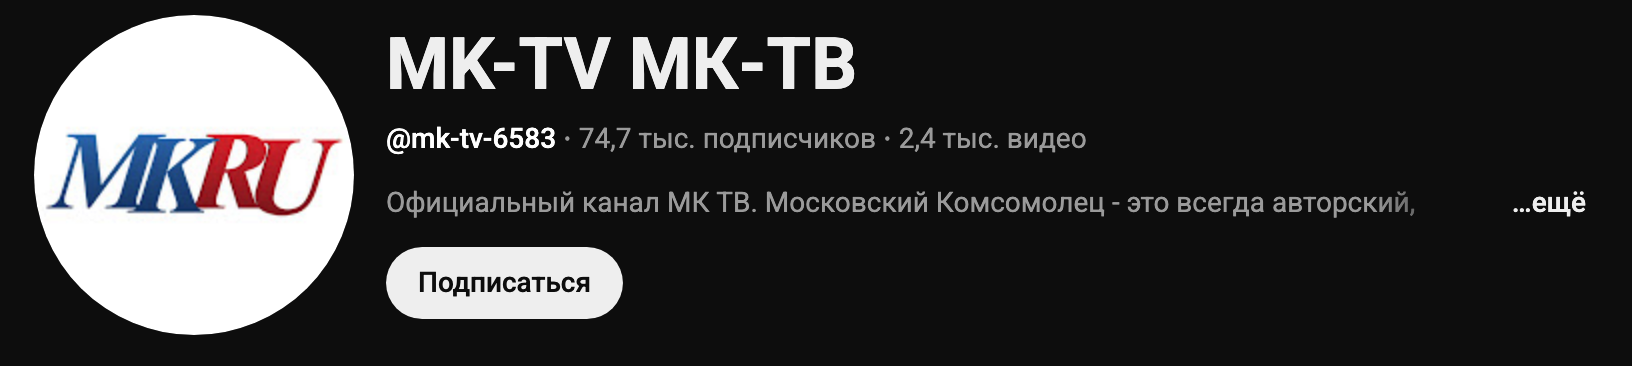 MKRU
MK-TV МК-ТВ
@mk-tv-6583 · 74,7 тыс. подписчиков · 2,4 тыс. видео
Официальный канал МК ТВ. Московский Комсомолец - это всегда авторский, ...ещё
Подписаться